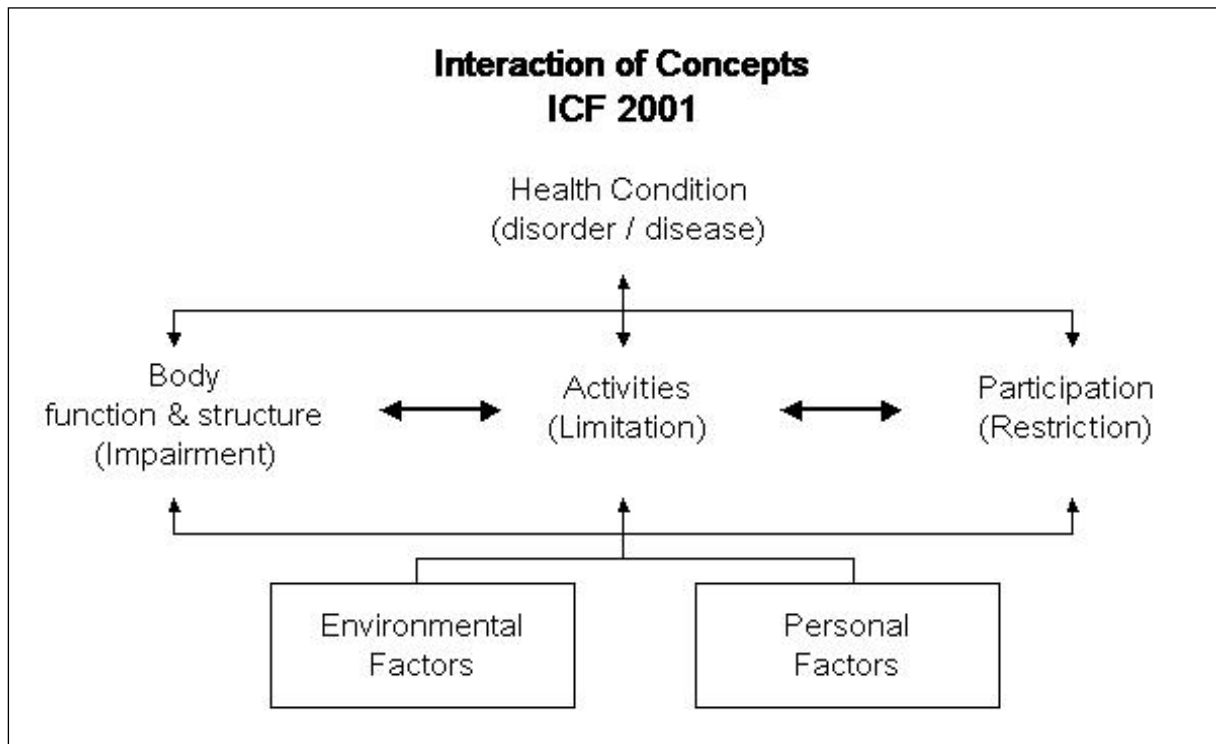 Interaction of Concepts
ICF 2001
Health Condition
(disorder / disease)
Body
function & structure
(Impairment)
Activities
(Limitation)
Participation
(Restriction)
Environmental
Factors
Personal
Factors